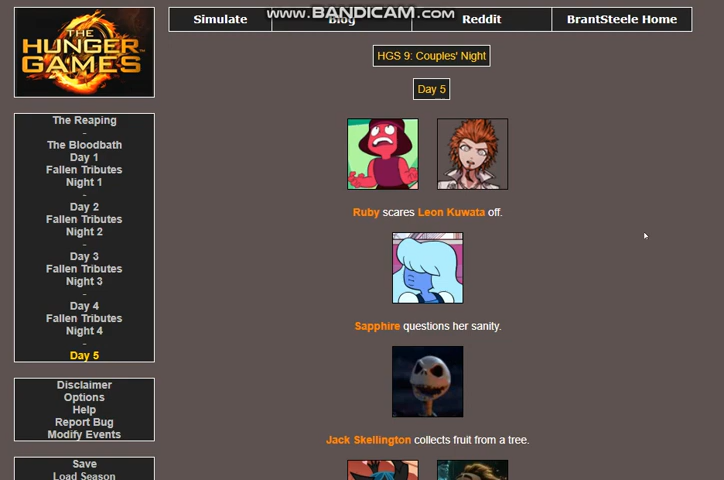 www.BANDICAM.com
Simulate
Blog
Reddit
BrantSteele Home
THE
HUNGER
GAMES
HGS 9: Couples' Night
Day 5
The Reaping
-
The Bloodbath
Day 1
Fallen Tributes
Night 1
-
Day 2
Fallen Tributes
Night 2
-
Day 3
Fallen Tributes
Night 3
-
Day 4
Fallen Tributes
Night 4
-
Day 5
Ruby scares Leon Kuwata off.
Sapphire questions her sanity.
Jack Skellington collects fruit from a tree.
Disclaimer
Options
Help
Report Bug
Modify Events
Save
Load Season